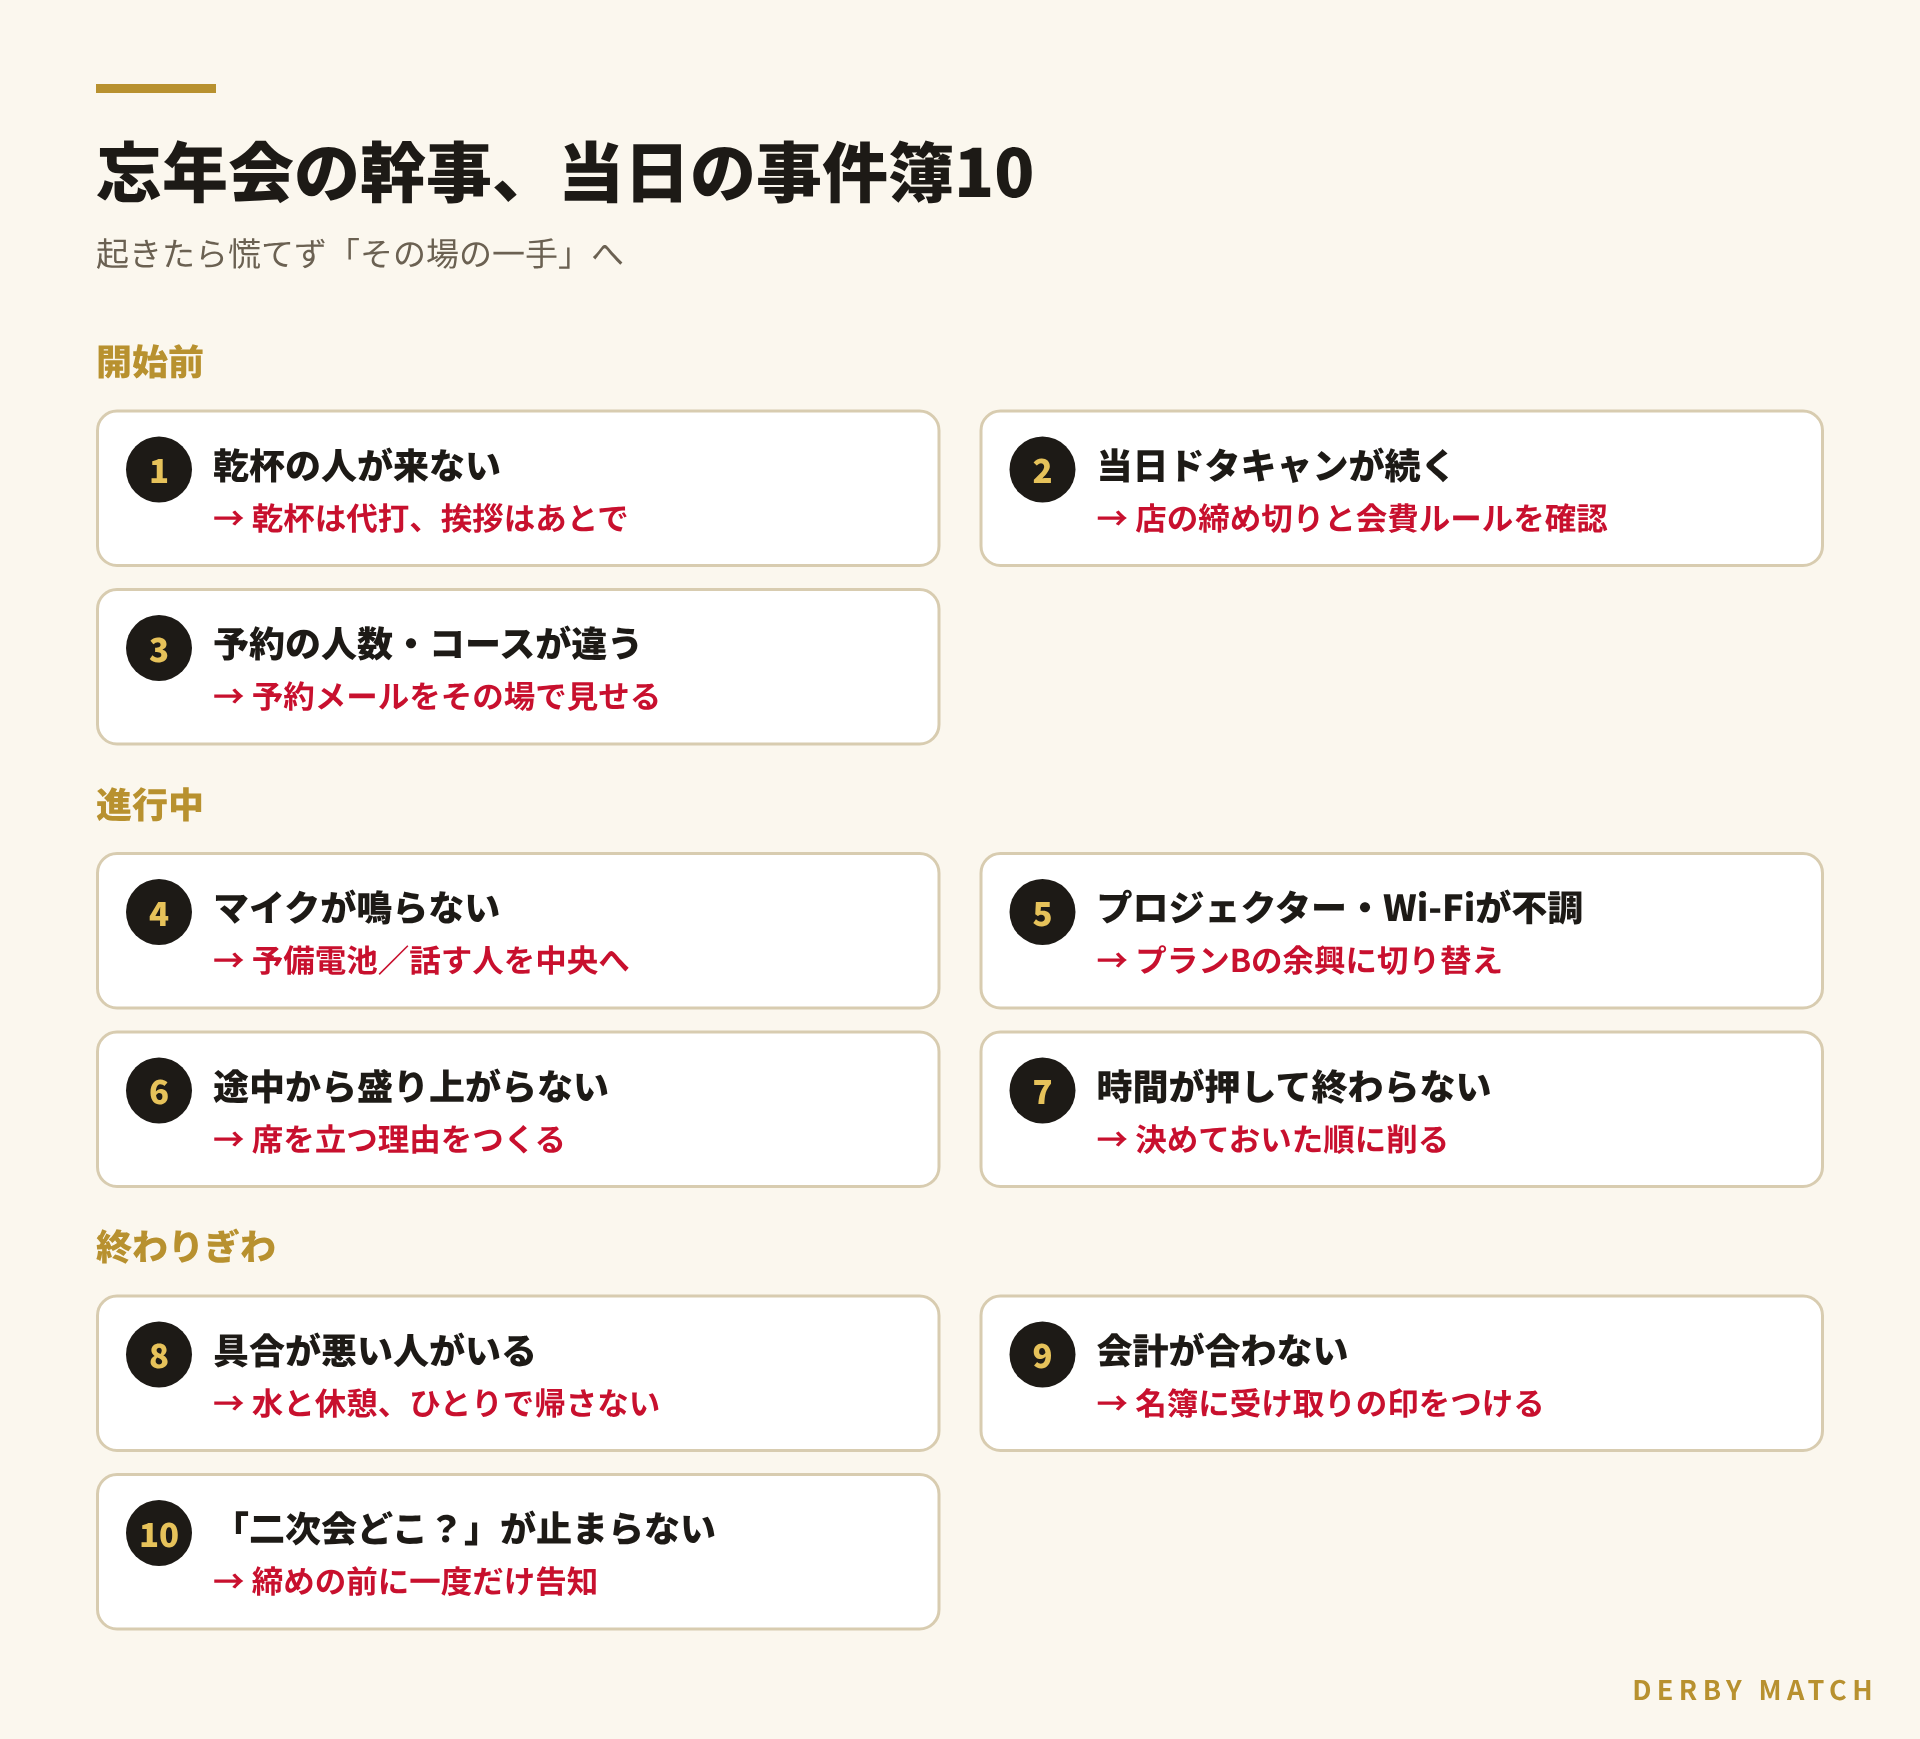 忘年会の幹事、当日の事件簿10
起きたら慌てず「その場の一手」へ
開始前
1 乾杯の人が来ない
→ 乾杯は代打、挨拶はあとで
2 当日ドタキャンが続く
→ 店の締め切りと会費ルールを確認
3 予約の人数・コースが違う
→ 予約メールをその場で見せる
進行中
4 マイクが鳴らない
→ 予備電池／話す人を中央へ
5 プロジェクター・Wi-Fiが不調
→ プランBの余興に切り替え
6 途中から盛り上がらない
→ 席を立つ理由をつくる
7 時間が押して終わらない
→ 決めておいた順に削る
終わりぎわ
8 具合が悪い人がいる
→ 水と休憩、ひとりで帰さない
9 会計が合わない
→ 名簿に受け取りの印をつける
10 「二次会どこ？」が止まらない
→ 締めの前に一度だけ告知
DERBY MATCH